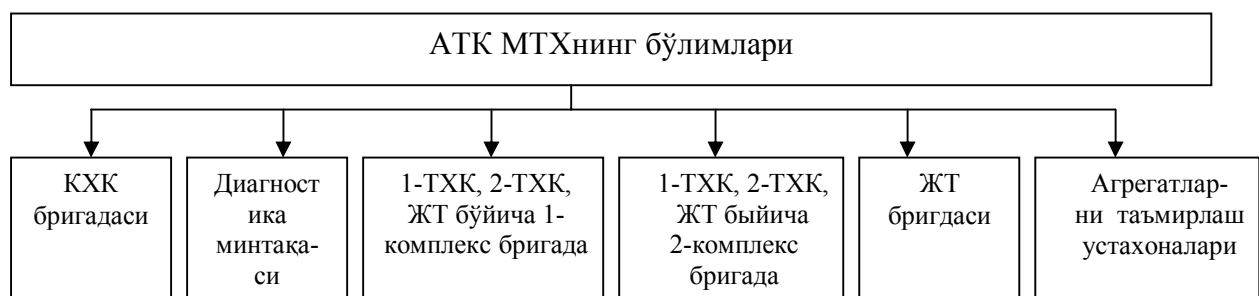 АТК МТХнинг бўлимлари
КХК
бригадаси
Диагност
ика
минтақа-
си
1-ТХК, 2-ТХК,
ЖТ бўйича 1-
комплекс бригада
1-ТХК, 2-ТХК,
ЖТ быйича
2-комплекс
бригада
ЖТ
бригдаси
Агрегатлар-
ни таъмирлаш
устахоналари